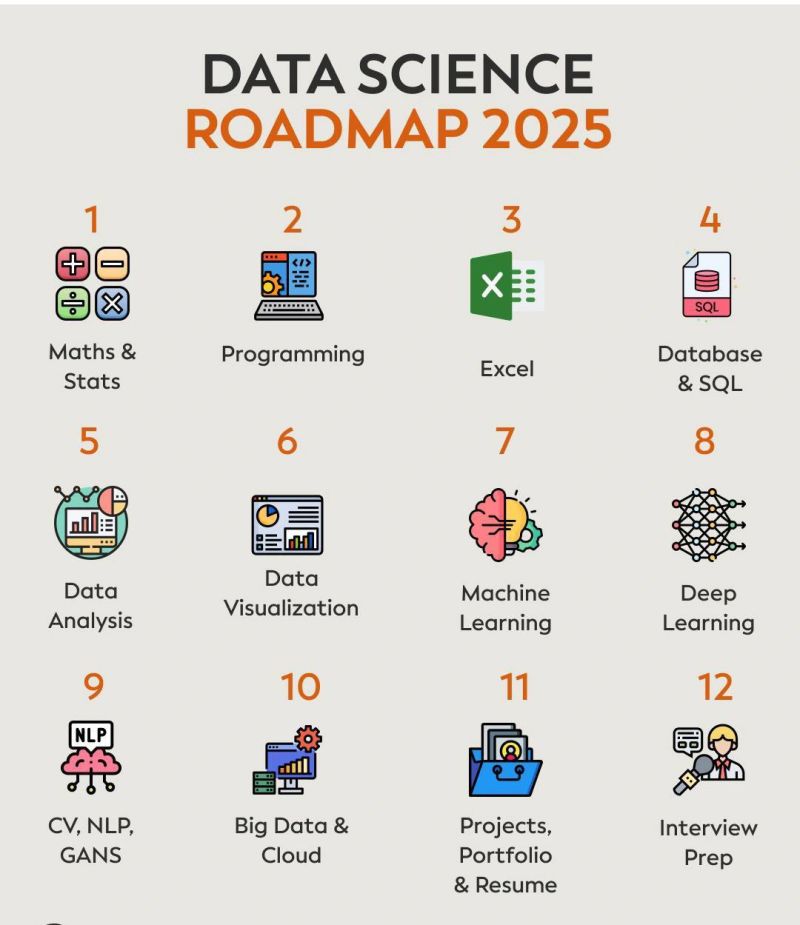 DATA SCIENCE
ROADMAP 2025
1
2
3
4
Maths &
Stats
Programming
Excel
SQL
Database
& SQL
5
6
7
8
Data
Analysis
Data
Visualization
Machine
Learning
Deep
Learning
9
10
11
12
NLP
CV, NLP,
GANS
Big Data &
Cloud
Projects,
Portfolio
& Resume
Interview
Prep